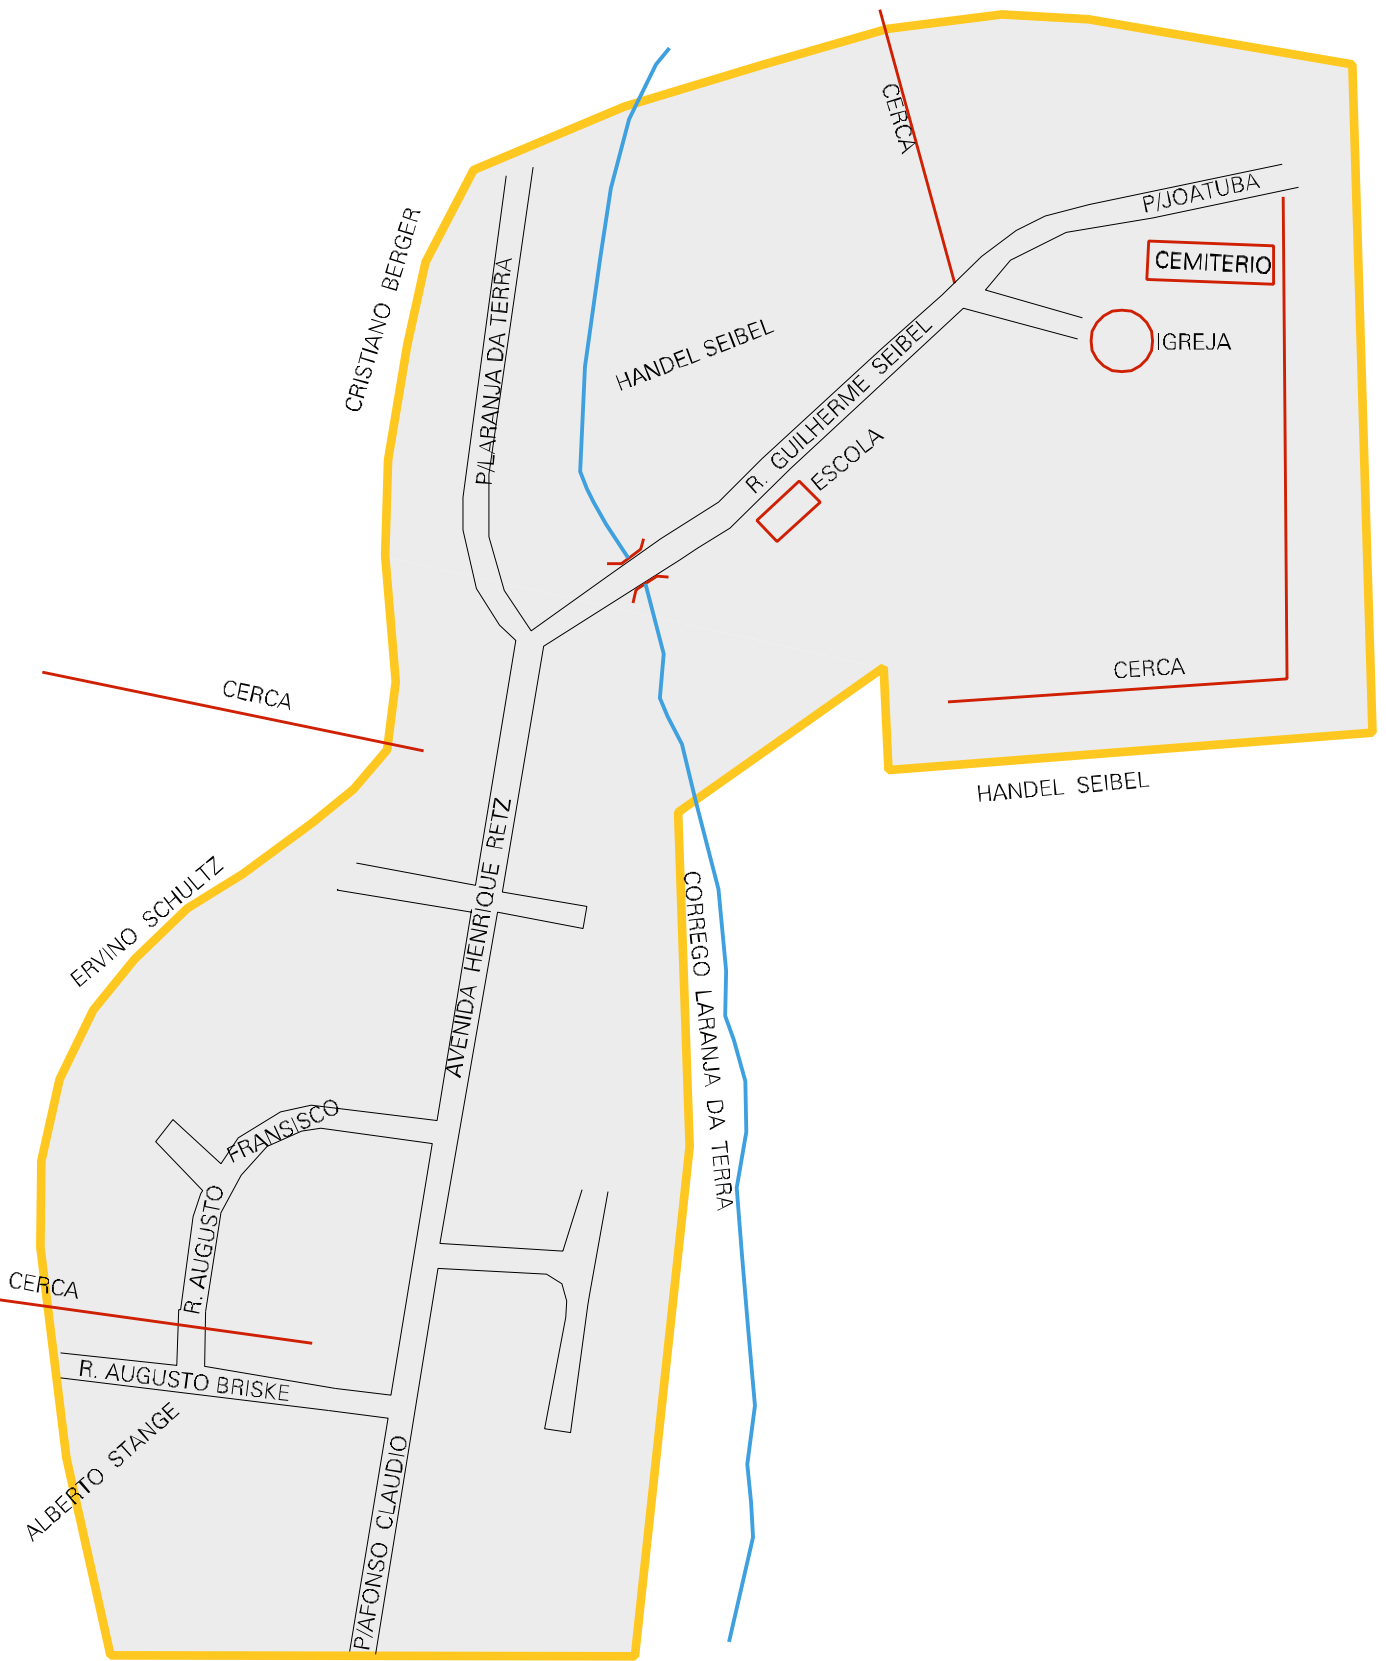 CERCA
P/JOATUBA
CEMITERIO
CRISTIANO BERGER
P/LARANJA DA TERRA
HANDEL SEIBEL
R. GUILHERME SEIBEL
IGREJA
ESCOLA
CERCA
CERCA
HANDEL SEIBEL
AVENIDA HENRIQUE RETZ
ERVINO SCHULTZ
CORREGO LARANJA DA TERRA
FRANSISCO
R. AUGUSTO
CERCA
R. AUGUSTO BRISKE
ALBERTO STANGE
P/AFONSO CLAUDIO